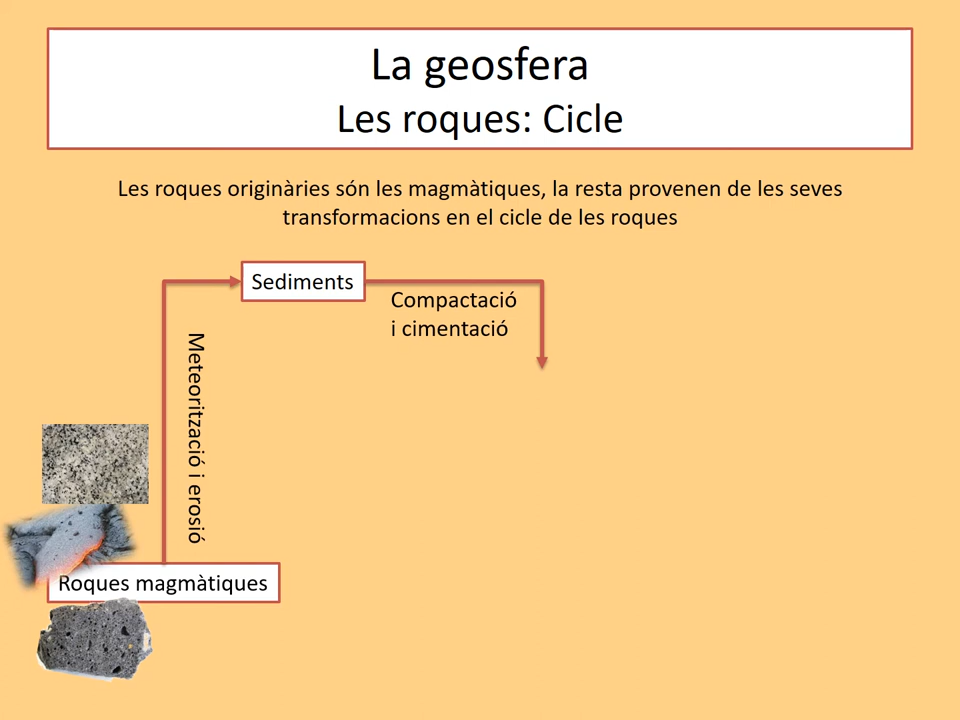 La geosfera
Les roques: Cicle
Les roques originàries són les magmàtiques, la resta provenen de les seves
transformacions en el cicle de les roques
Sediments
Compactació
i cimentació
Meteorització i erosió
Roques magmàtiques